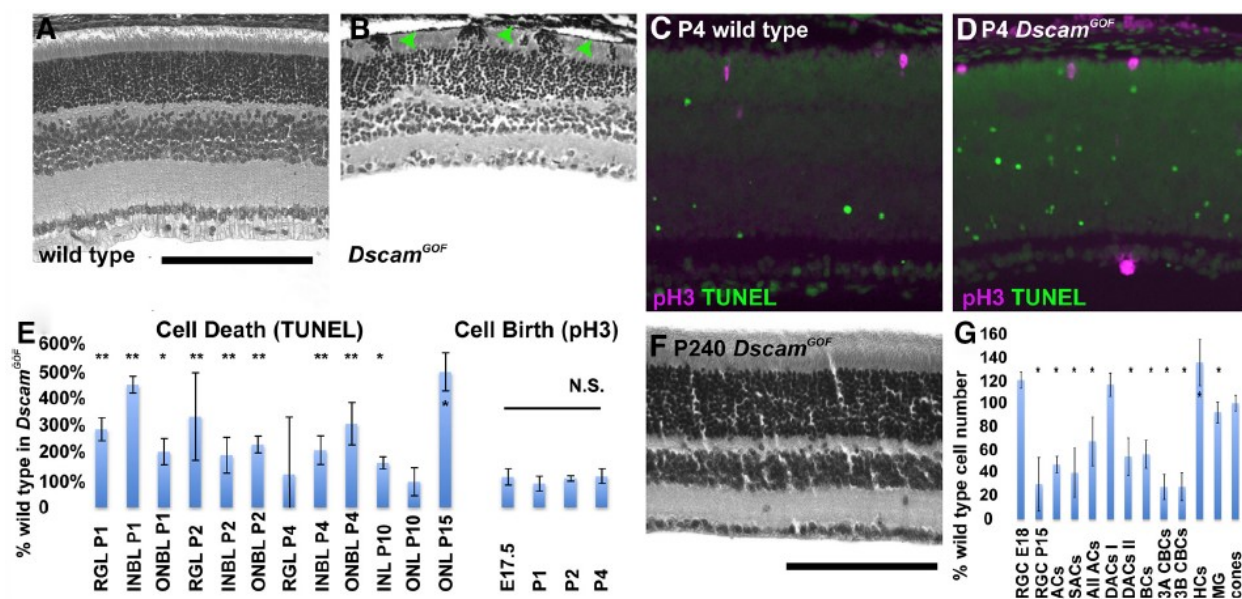 A
wild type
B
Dscam^GOF
C P4 wild type
pH3 TUNEL
D P4 Dscam^GOF
pH3 TUNEL
E
Cell Death (TUNEL)
Cell Birth (pH3)
% wild type in Dscam^GOF
600%
500%
400%
300%
200%
100%
0
** ** * ** ** ** ** ** * *
N.S.
RGL P1
INBL P1
ONBL P1
RGL P2
INBL P2
ONBL P2
RGL P4
INBL P4
ONBL P4
INL P10
ONL P10
ONL P15
E17.5
P1
P2
P4
F P240 Dscam^GOF
G
% wild type cell number
160
140
120
100
80
60
40
20
0
* * * * * * * * * *
RGC E18
RGC P15
ACs
SACs
AII ACs
DACs I
DACs II
BCs
3A CBCs
3B CBCs
HCs
MG
cones